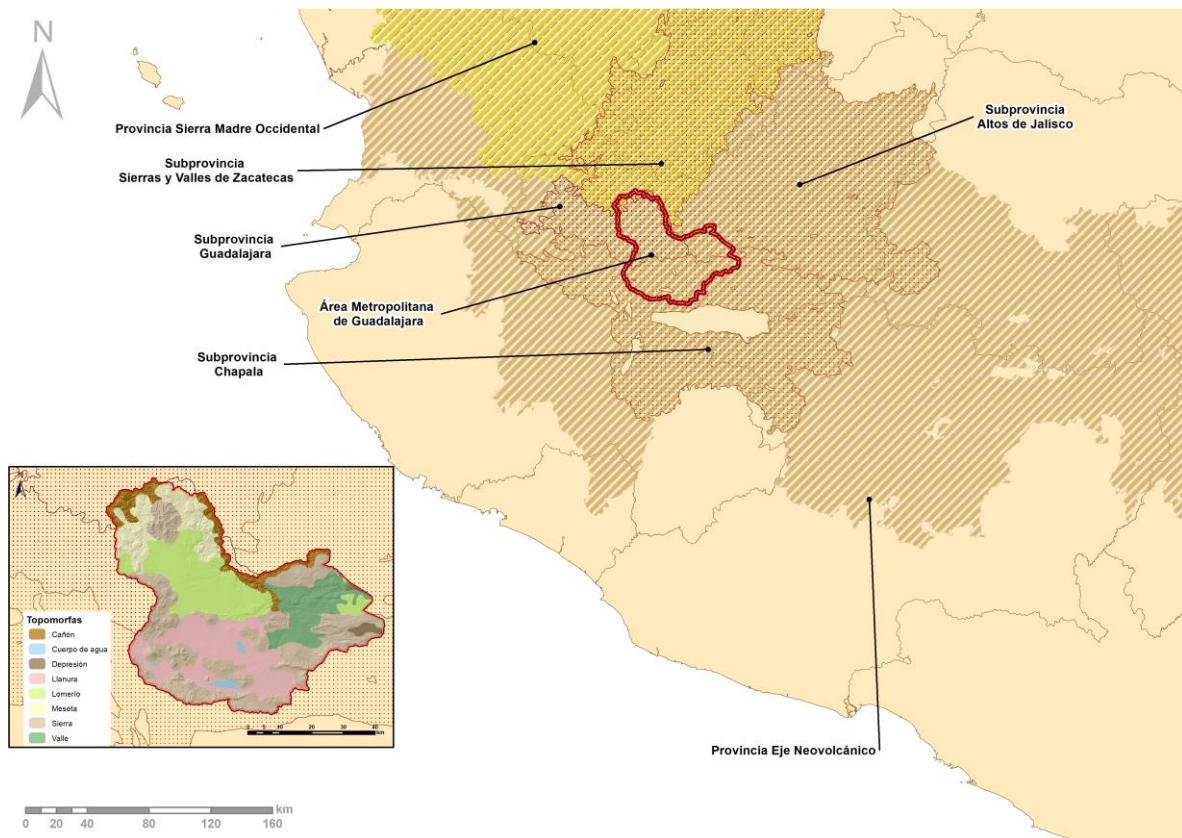 N
Provincia Sierra Madre Occidental
Subprovincia
Sierras y Valles de Zacatecas
Subprovincia
Altos de Jalisco
Subprovincia
Guadalajara
Área Metropolitana
de Guadalajara
Subprovincia
Chapala
Topomorfas
Cañón
Cuerpo de agua
Depresión
Llanura
Lomerío
Meseta
Sierra
Valle
0 5 10 20 30 40
km
Provincia Eje Neovolcánico
km
0 20 40 80 120 160